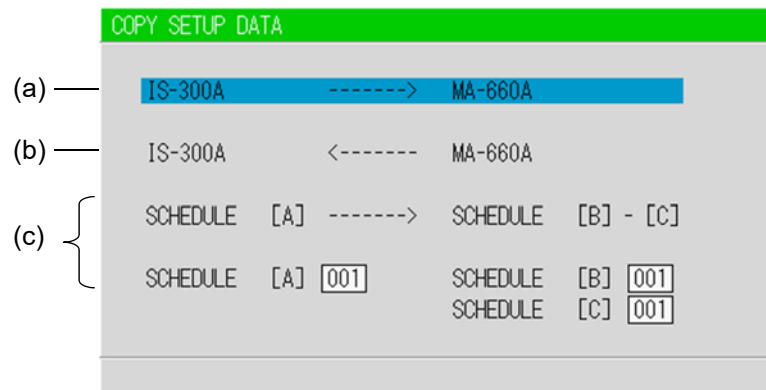 COPY SETUP DATA
(a) IS-300A -------> MA-660A
(b) IS-300A <------- MA-660A
(c) SCHEDULE [A] -------> SCHEDULE [B] - [C]
SCHEDULE [A] 001 SCHEDULE [B] 001
SCHEDULE [C] 001